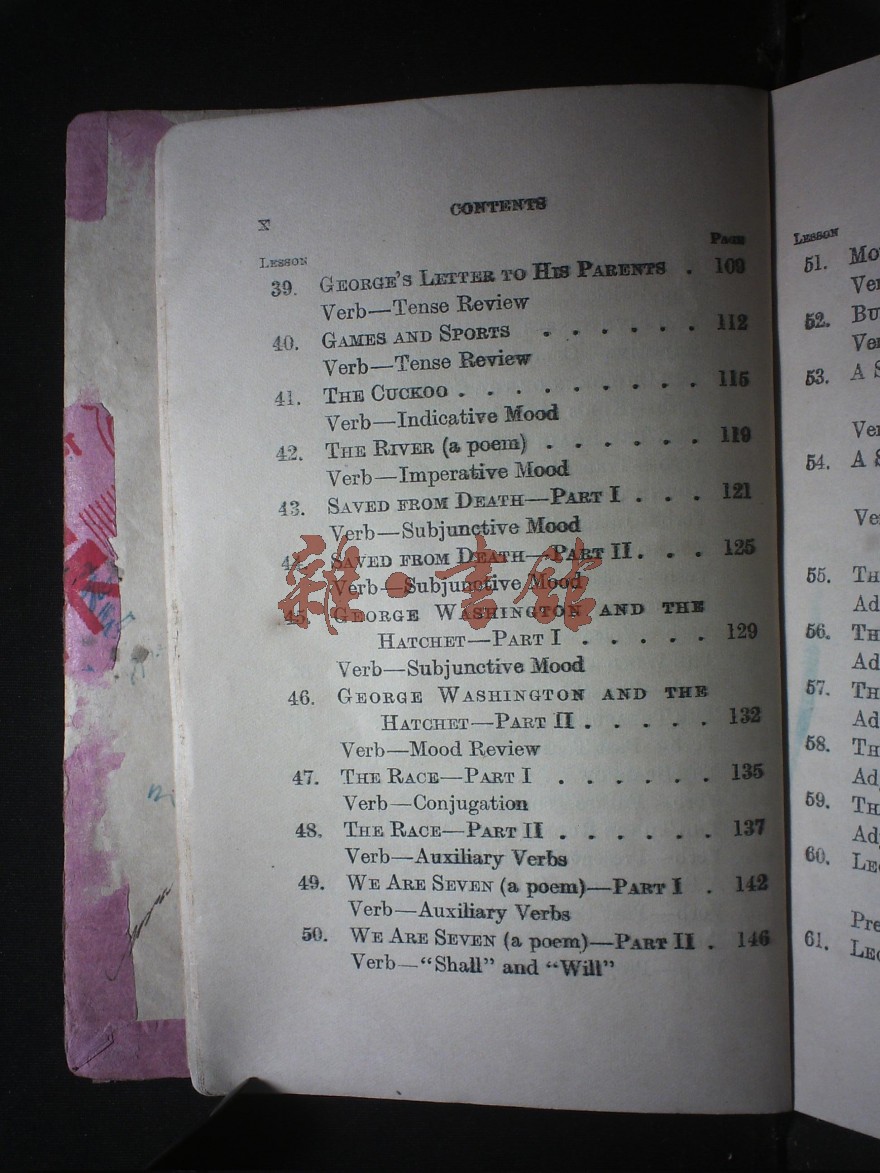 X
CONTENTS
LESSON
PAGE
39. GEORGE'S LETTER TO HIS PARENTS . 109
Verb—Tense Review
40. GAMES AND SPORTS . . . . . . 112
Verb—Tense Review
41. THE CUCKOO . . . . . . . . . 115
Verb—Indicative Mood
42. THE RIVER (a poem) . . . . . . 119
Verb—Imperative Mood
43. SAVED FROM DEATH—PART I . . . 121
Verb—Subjunctive Mood
44. SAVED FROM DEATH—PART II . . . 125
Verb—Subjunctive Mood
45. GEORGE WASHINGTON AND THE
HATCHET—PART I . . . . . 129
Verb—Subjunctive Mood
46. GEORGE WASHINGTON AND THE
HATCHET—PART II . . . . . 132
Verb—Mood Review
47. THE RACE—PART I . . . . . . 135
Verb—Conjugation
48. THE RACE—PART II . . . . . . 137
Verb—Auxiliary Verbs
49. WE ARE SEVEN (a poem)—PART I . 142
Verb—Auxiliary Verbs
50. WE ARE SEVEN (a poem)—PART II . 146
Verb—"Shall" and "Will"
雜·書館
LESSON
51.
52.
53. A
54. A
55.
56.
57.
58.
59.
60.
61.